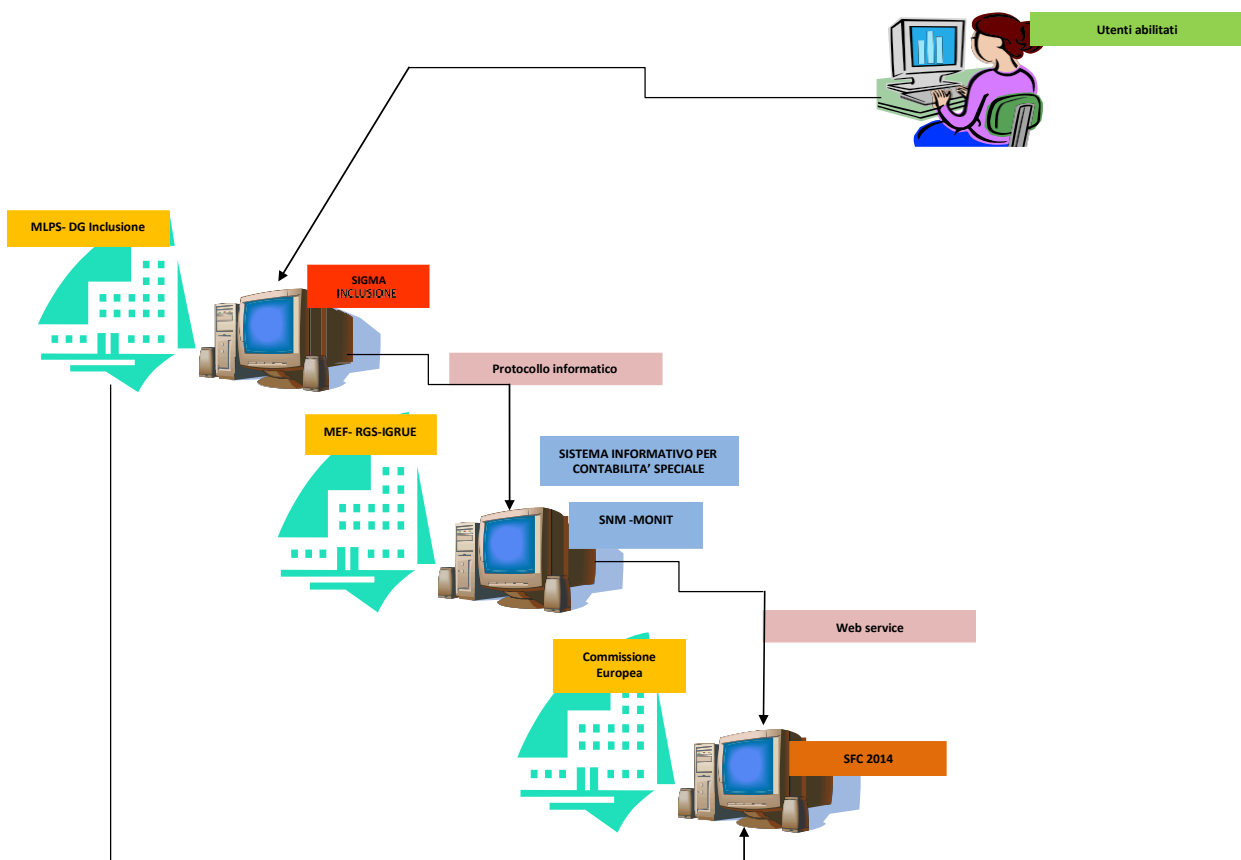 Utenti abilitati
MLPS- DG Inclusione
SIGMA
INCLUSIONE
Protocollo informatico
MEF- RGS-IGRUE
SISTEMA INFORMATIVO PER
CONTABILITA’ SPECIALE
SNM -MONIT
Web service
Commissione
Europea
SFC 2014